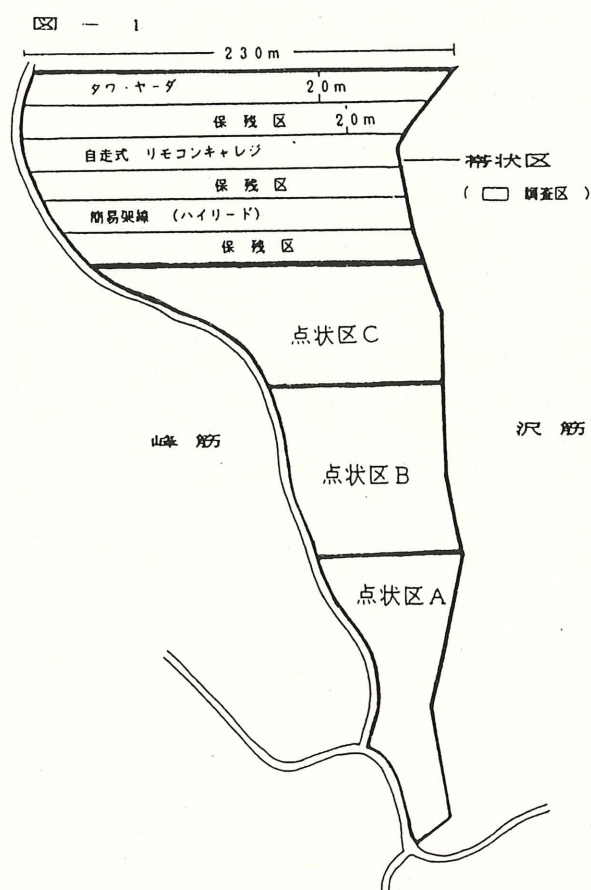 図 － 1
230m
タワ・ヤーダ 20m
保残区 20m
自走式 リモコンキャレジ
帯状区
保残区
( 調査区 )
簡易架線 (ハイリード)
保残区
点状区C
峰筋
沢筋
点状区B
点状区A